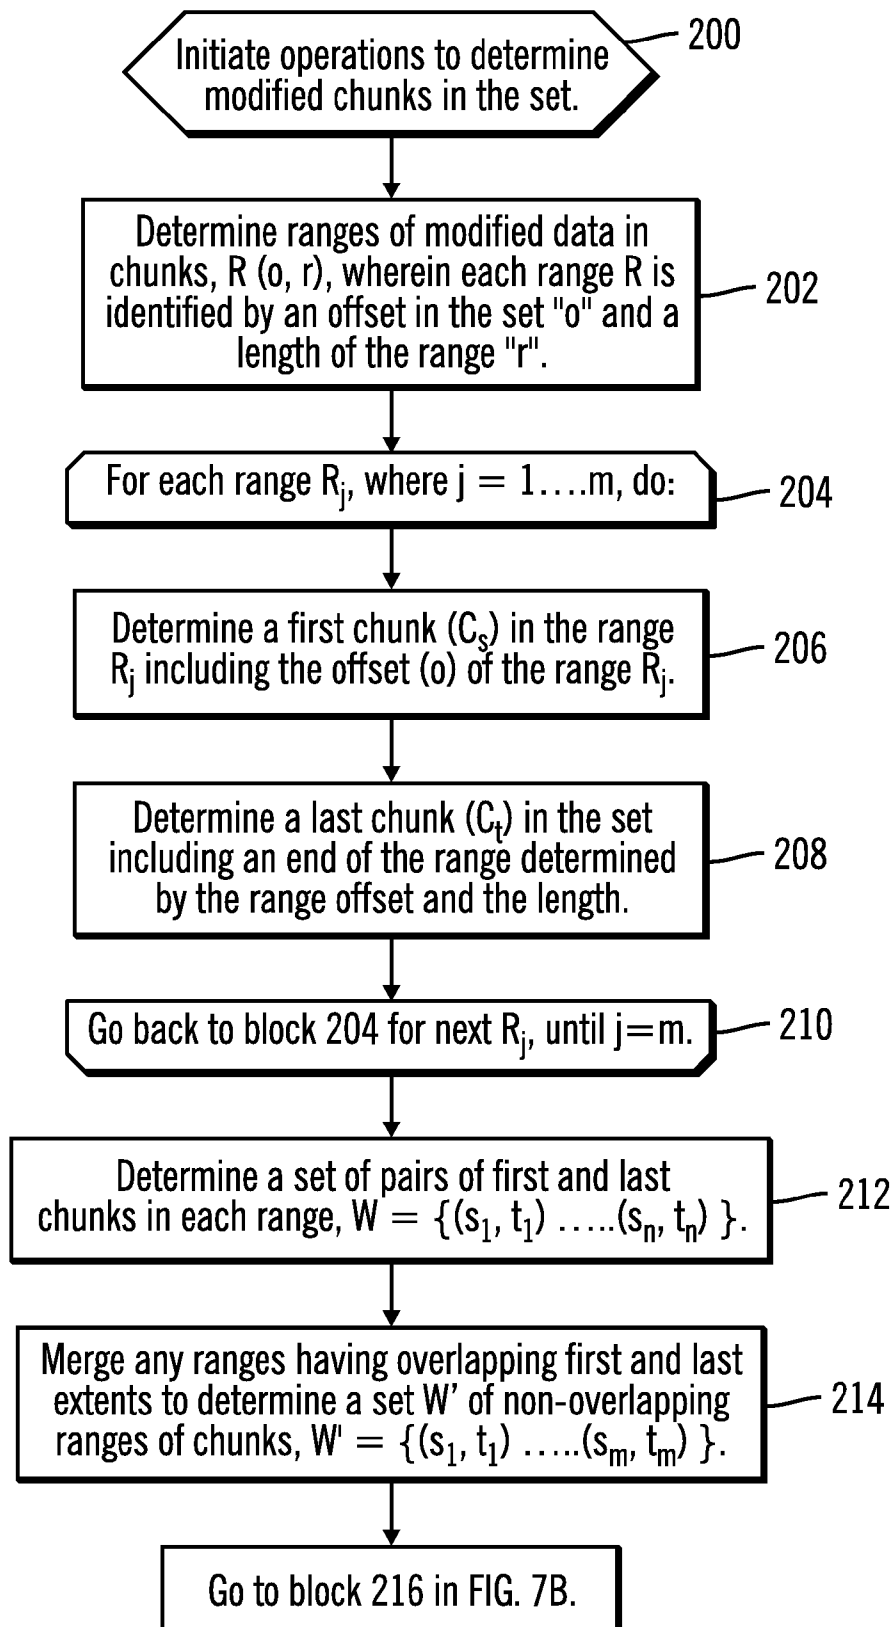 Initiate operations to determine
modified chunks in the set.
200
Determine ranges of modified data in
chunks, R (o, r), wherein each range R is
identified by an offset in the set "o" and a
length of the range "r".
202
For each range Rj, where j = 1....m, do:
204
Determine a first chunk (Cs) in the range
Rj including the offset (o) of the range Rj.
206
Determine a last chunk (Ct) in the set
including an end of the range determined
by the range offset and the length.
208
Go back to block 204 for next Rj, until j=m.
210
Determine a set of pairs of first and last
chunks in each range, W = {(s1, t1) .....(sn, tn) }.
212
Merge any ranges having overlapping first and last
extents to determine a set W’ of non-overlapping
ranges of chunks, W' = {(s1, t1) .....(sm, tm) }.
214
Go to block 216 in FIG. 7B.